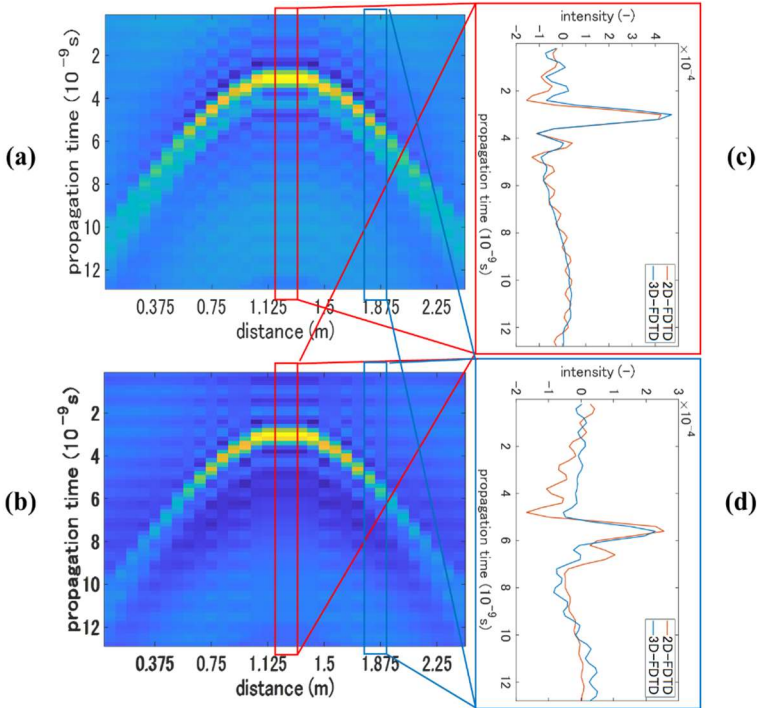 (a)
propagation time (10⁻⁹s)
2
4
6
8
10
12
0.375 0.75 1.125 1.5 1.875 2.25
distance (m)
(b)
propagation time (10⁻⁹s)
2
4
6
8
10
12
0.375 0.75 1.125 1.5 1.875 2.25
distance (m)
(c)
intensity (-)
-2 -1 0 1 2 3 4
×10⁻⁴
propagation time (10⁻⁹s)
2
4
6
8
10
12
2D-FDTD
3D-FDTD
(d)
intensity (-)
-2 -1 0 1 2 3
×10⁻⁴
propagation time (10⁻⁹s)
2
4
6
8
10
12
2D-FDTD
3D-FDTD